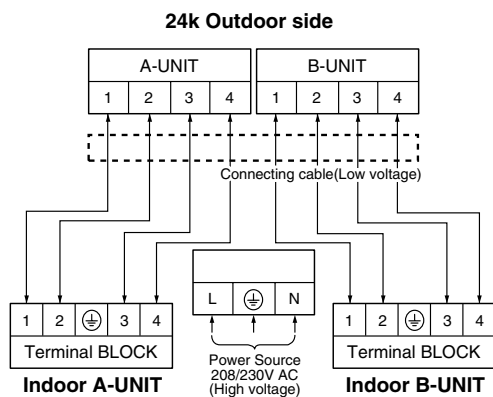 24k Outdoor side
A-UNIT B-UNIT
1 2 3 4 1 2 3 4
Connecting cable(Low voltage)
L N
1 2 3 4
Terminal BLOCK
Indoor A-UNIT
Power Source
208/230V AC
(High voltage)
1 2 3 4
Terminal BLOCK
Indoor B-UNIT